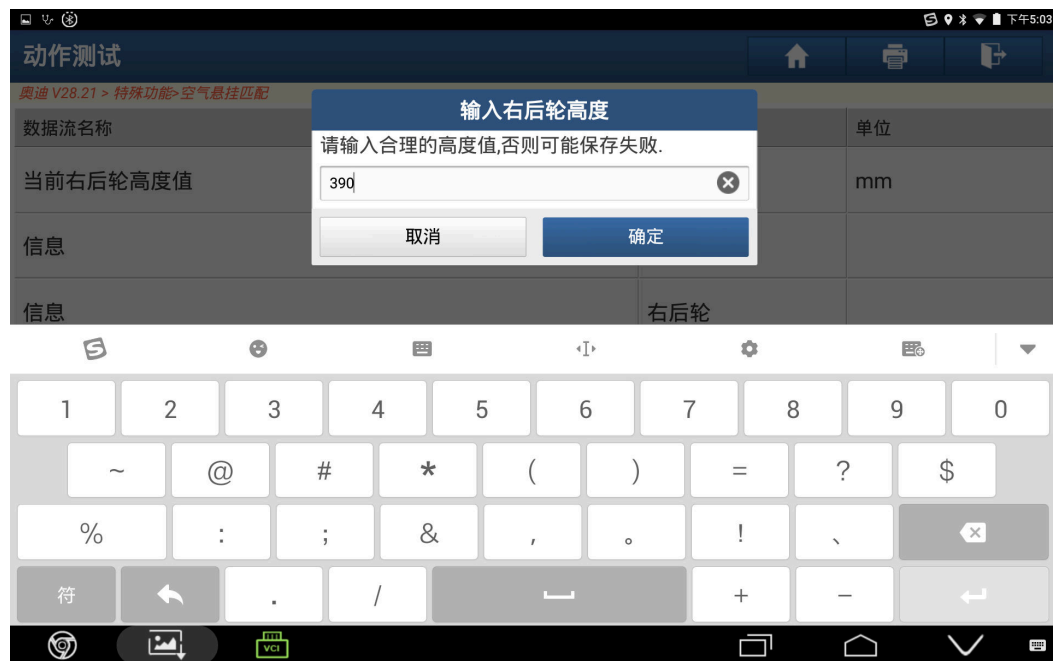 下午5:03
动作测试
奥迪 V28.21 > 特殊功能>空气悬挂匹配
数据流名称 单位
输入右后轮高度
请输入合理的高度值,否则可能保存失败.
当前右后轮高度值 mm
390
取消 确定
信息
信息 右后轮
1 2 3 4 5 6 7 8 9 0
~ @ # * ( ) = ? $
% : ; & , 。 ! 、
符 . / + −
VCI